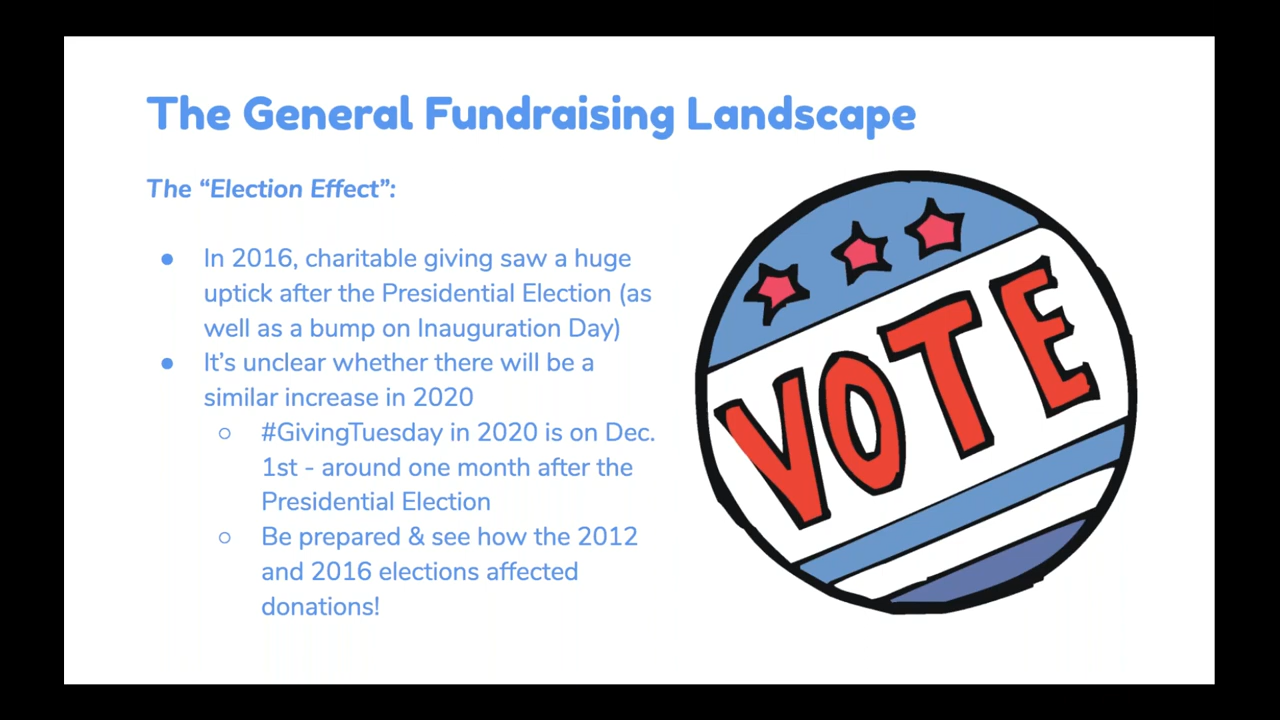 The General Fundraising Landscape
The “Election Effect”:
● In 2016, charitable giving saw a huge
uptick after the Presidential Election (as
well as a bump on Inauguration Day)
● It’s unclear whether there will be a
similar increase in 2020
○ #GivingTuesday in 2020 is on Dec.
1st - around one month after the
Presidential Election
○ Be prepared & see how the 2012
and 2016 elections affected
donations!
VOTE